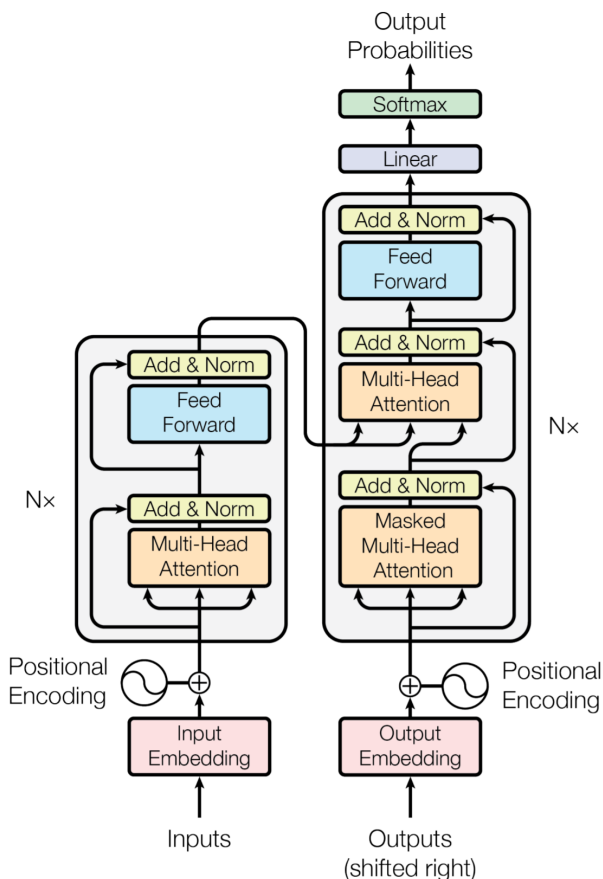 Output
Probabilities
Softmax
Linear
Add & Norm
Feed
Forward
Add & Norm
Multi-Head
Attention
Add & Norm
Masked
Multi-Head
Attention
Nx
Add & Norm
Feed
Forward
Add & Norm
Multi-Head
Attention
N×
Positional
Encoding
Input
Embedding
Inputs
Positional
Encoding
Output
Embedding
Outputs
(shifted right)